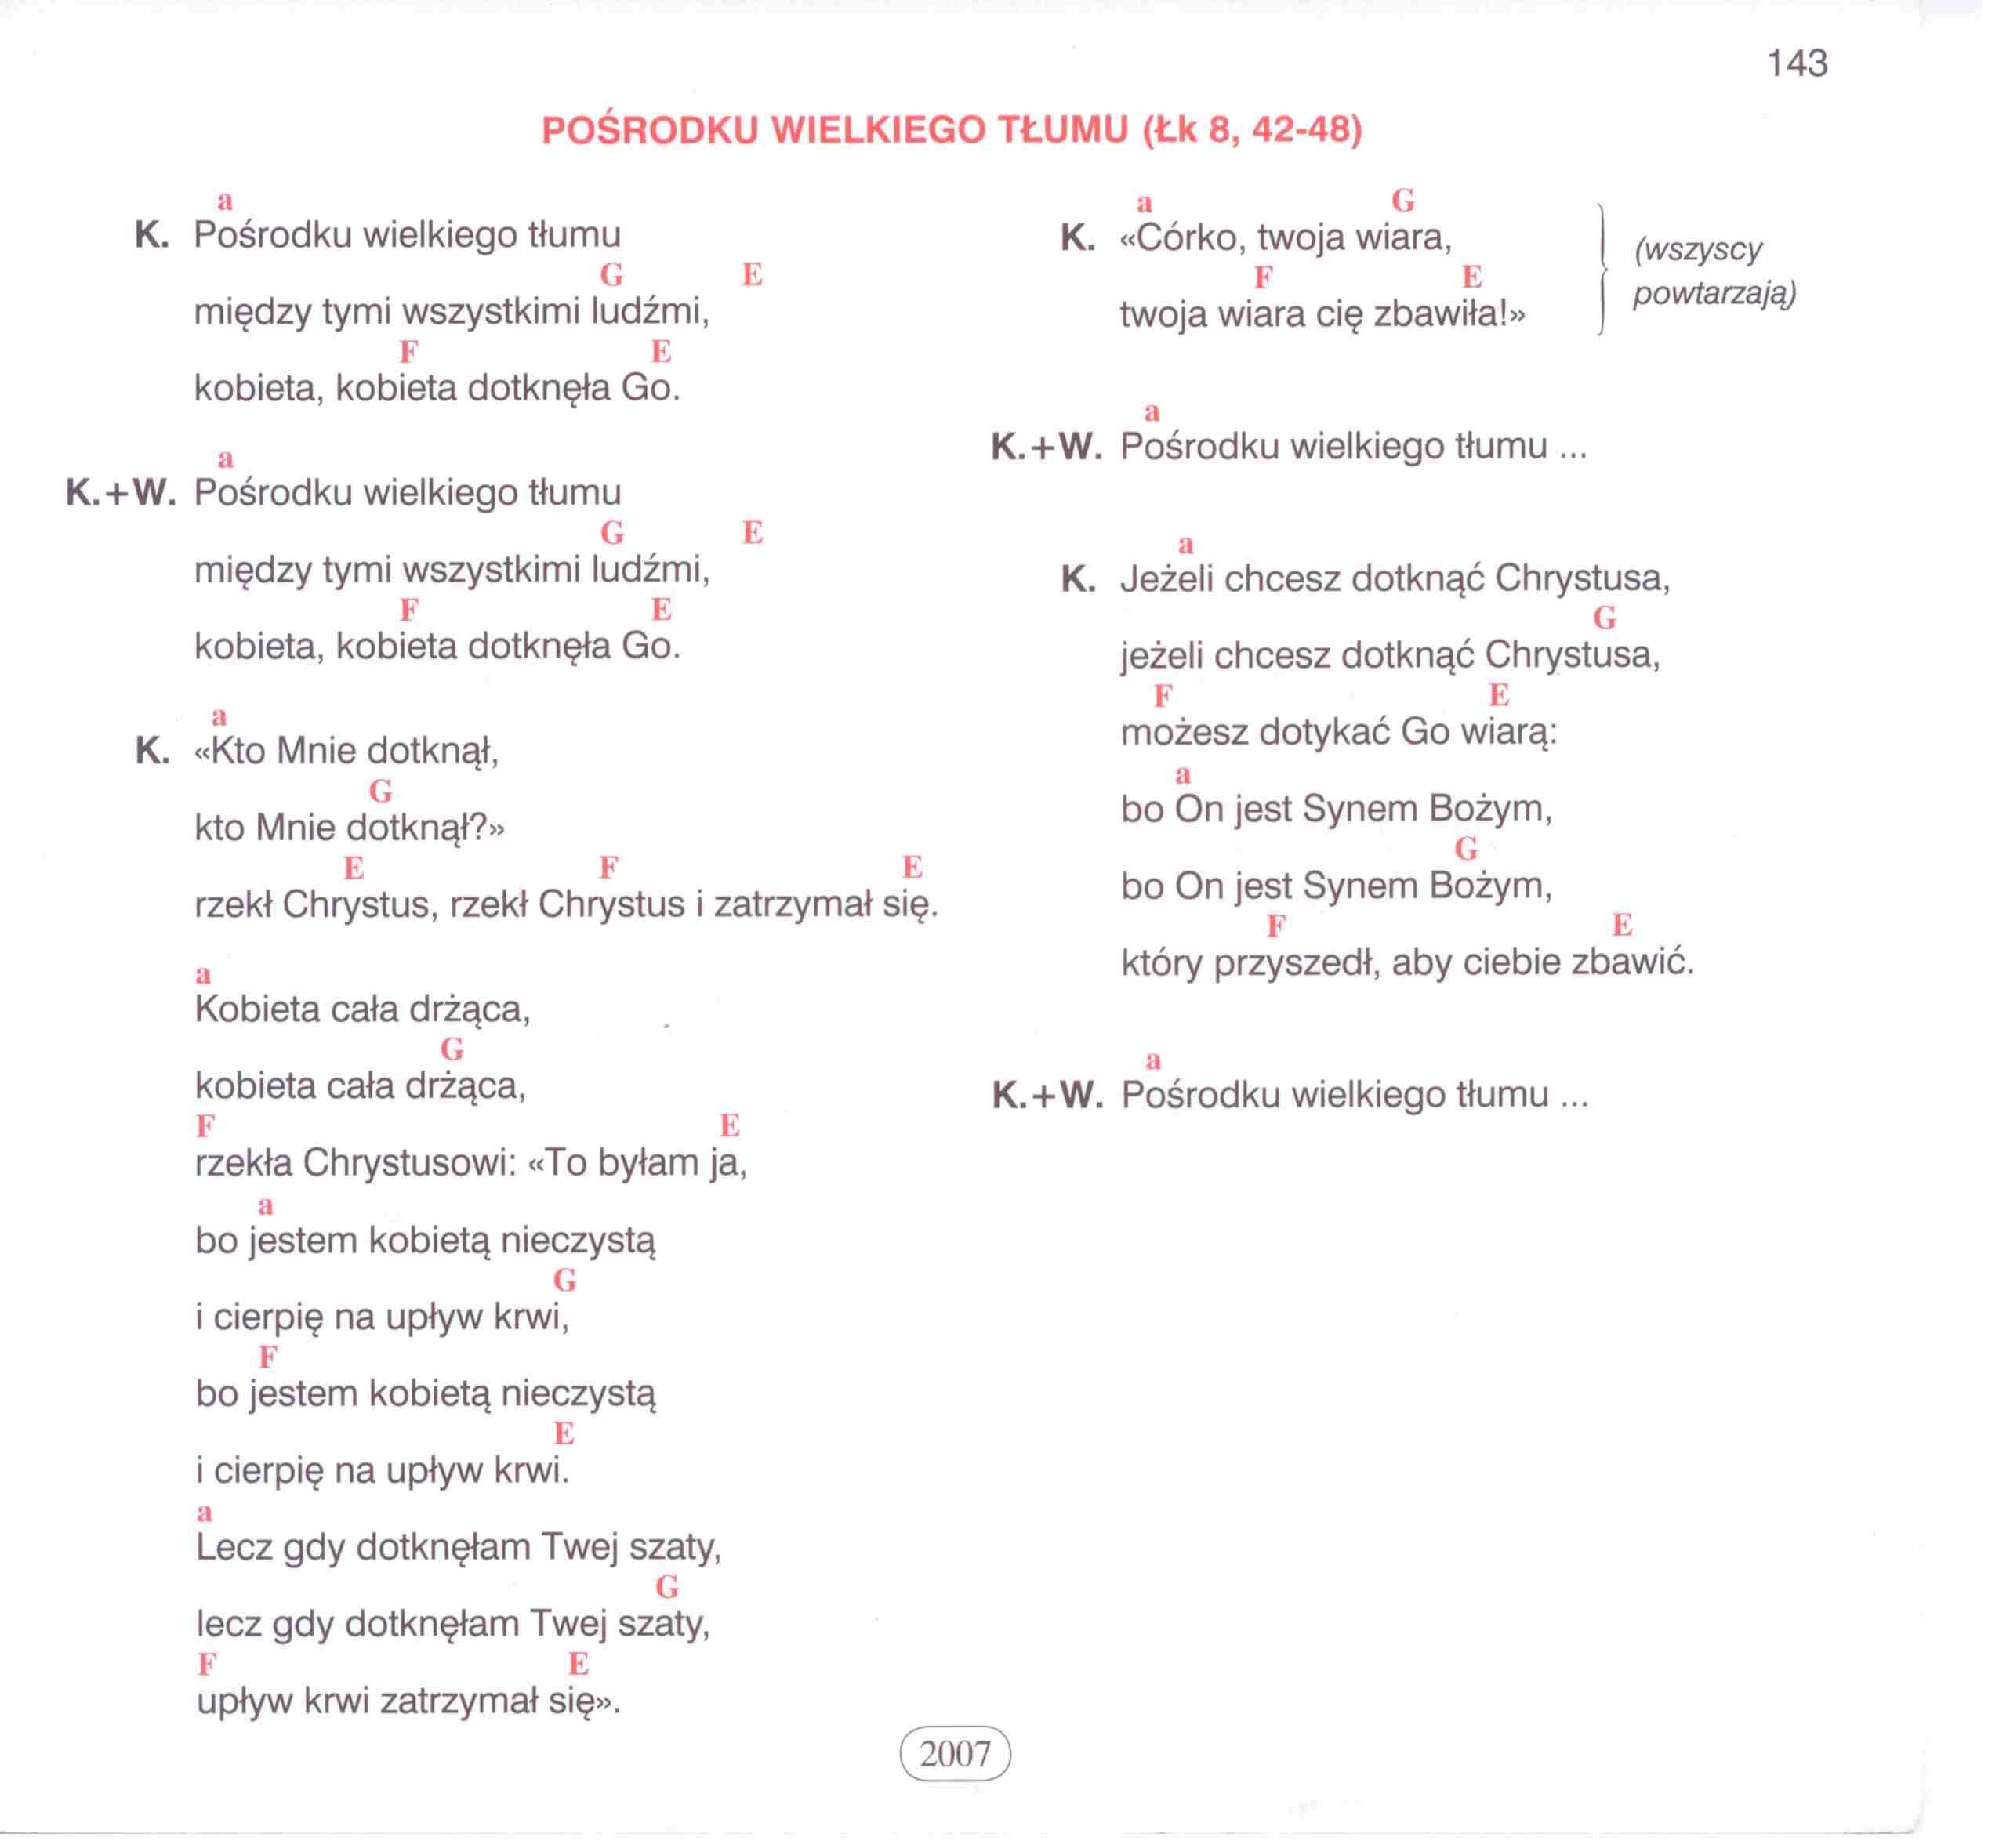 143
POŚRODKU WIELKIEGO TŁUMU (Łk 8, 42-48)
a
K. Pośrodku wielkiego tłumu
G E
między tymi wszystkimi ludźmi,
F E
kobieta, kobieta dotknęła Go.
a
K.+W. Pośrodku wielkiego tłumu
G E
między tymi wszystkimi ludźmi,
F E
kobieta, kobieta dotknęła Go.
a
K. «Kto Mnie dotknął,
G
kto Mnie dotknął?»
E F E
rzekł Chrystus, rzekł Chrystus i zatrzymał się.
a
Kobieta cała drżąca,
G
kobieta cała drżąca,
F E
rzekła Chrystusowi: «To byłam ja,
a
bo jestem kobietą nieczystą
G
i cierpię na upływ krwi,
F
bo jestem kobietą nieczystą
E
i cierpię na upływ krwi.
a
Lecz gdy dotknęłam Twej szaty,
G
lecz gdy dotknęłam Twej szaty,
F E
upływ krwi zatrzymał się».
a G
K. «Córko, twoja wiara,
F E
twoja wiara cię zbawiła!»
(wszyscy
powtarzają)
a
K.+W. Pośrodku wielkiego tłumu ...
a
K. Jeżeli chcesz dotknąć Chrystusa,
G
jeżeli chcesz dotknąć Chrystusa,
F E
możesz dotykać Go wiarą:
a
bo On jest Synem Bożym,
G
bo On jest Synem Bożym,
F E
który przyszedł, aby ciebie zbawić.
a
K.+W. Pośrodku wielkiego tłumu ...
2007